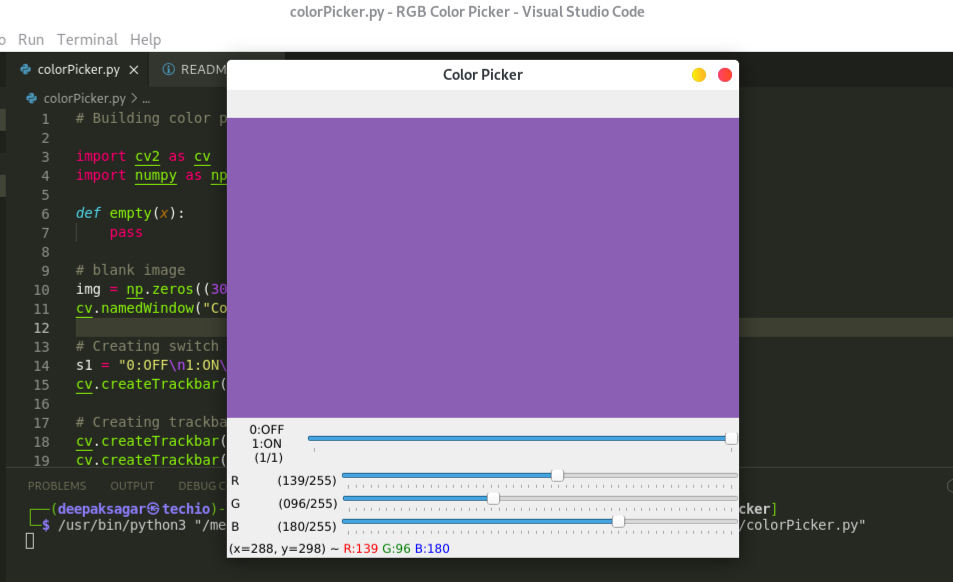 colorPicker.py - RGB Color Picker - Visual Studio Code
o Run Terminal Help
colorPicker.py × README
Color Picker
colorPicker.py > ...
1 # Building color p
2
3 import cv2 as cv
4 import numpy as np
5
6 def empty(x):
7 pass
8
9 # blank image
10 img = np.zeros((30
11 cv.namedWindow("Co
12
13 # Creating switch
14 s1 = "0:OFF\n1:ON\
15 cv.createTrackbar(
16
17 # Creating trackba
18 cv.createTrackbar(
19 cv.createTrackbar(
0:OFF
1:ON
(1/1)
R (139/255)
G (096/255)
B (180/255)
(x=288, y=298) ~ R:139 G:96 B:180
PROBLEMS OUTPUT DEBUG C
(deepaksagar㉿techio)- cker]
$ /usr/bin/python3 "/me /colorPicker.py"